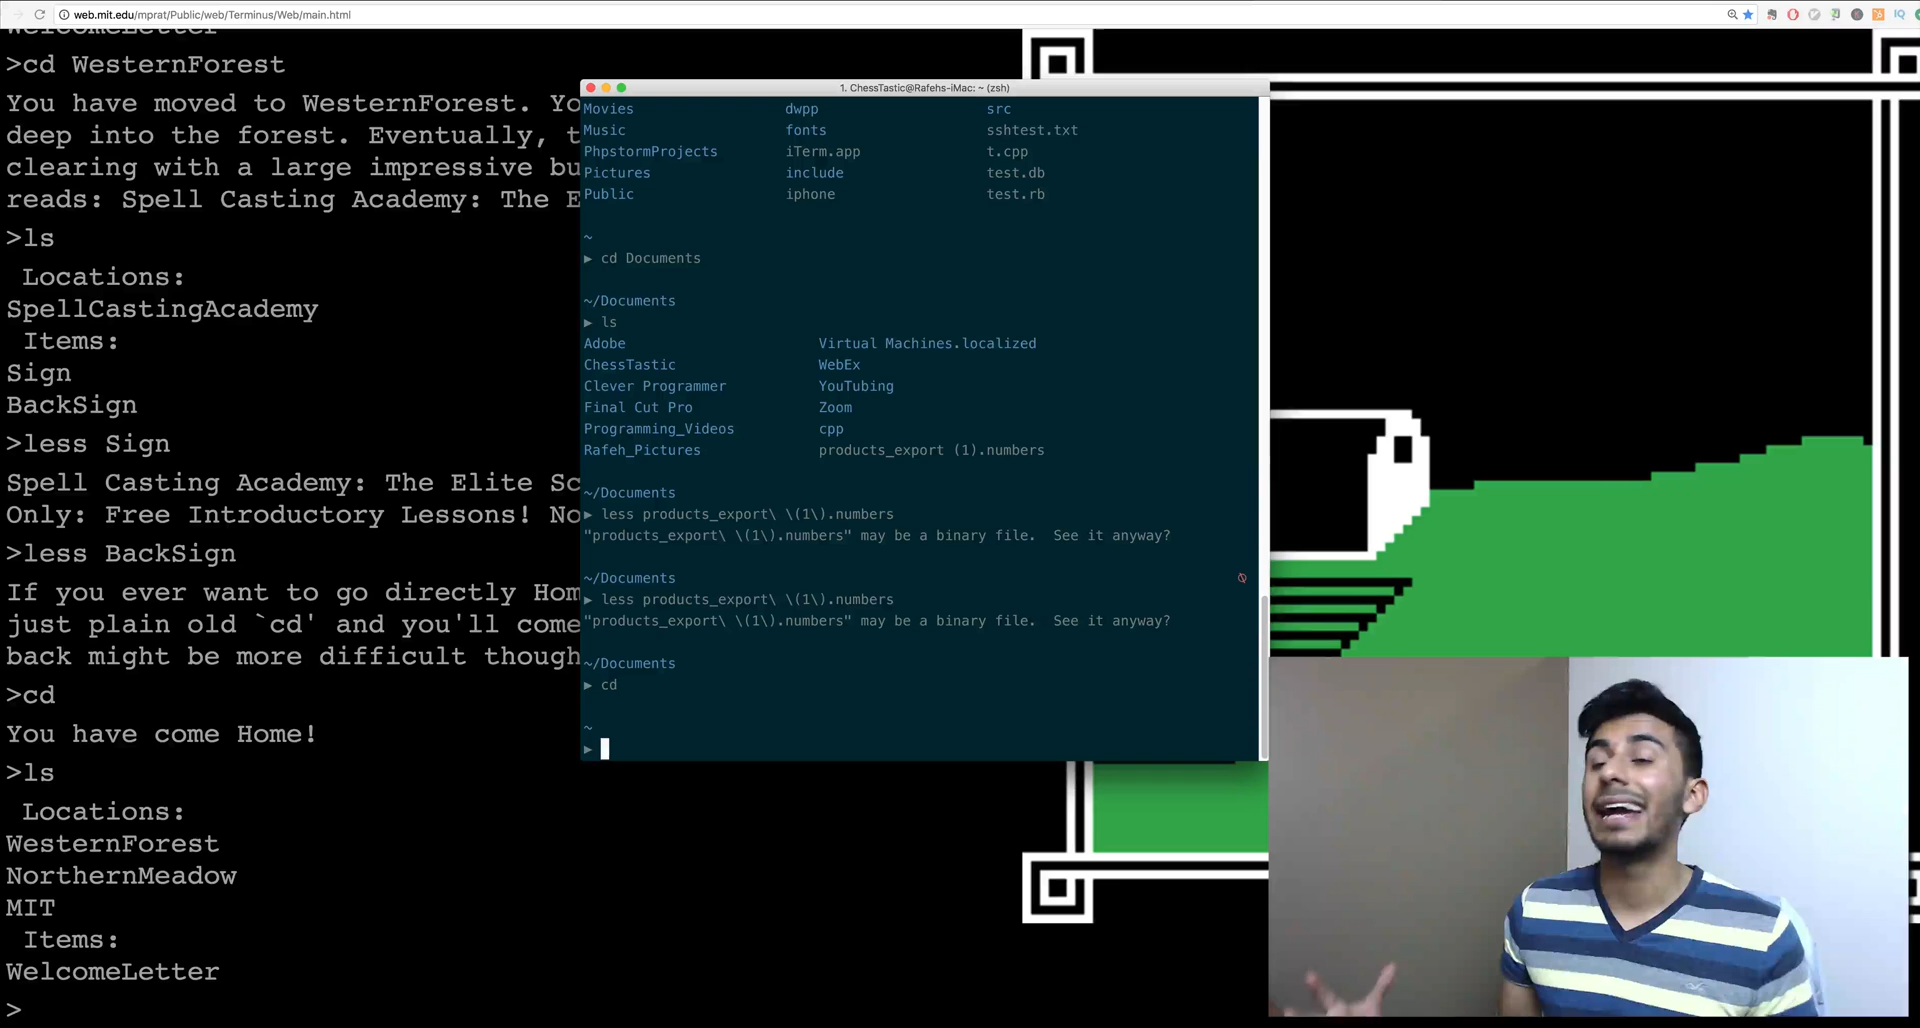 web.mit.edu/mprat/Public/web/Terminus/Web/main.html
WelcomeLetter
>cd WesternForest
You have moved to WesternForest. Yo
deep into the forest. Eventually, t
clearing with a large impressive bu
reads: Spell Casting Academy: The E
>ls
Locations:
SpellCastingAcademy
Items:
Sign
BackSign
>less Sign
Spell Casting Academy: The Elite Sc
Only: Free Introductory Lessons! No
>less BackSign
If you ever want to go directly Hom
just plain old `cd' and you'll come
back might be more difficult though
>cd
You have come Home!
>ls
Locations:
WesternForest
NorthernMeadow
MIT
Items:
WelcomeLetter
>
1. ChessTastic@Rafehs-iMac: ~ (zsh)
Movies dwpp src
Music fonts sshtest.txt
PhpstormProjects iTerm.app t.cpp
Pictures include test.db
Public iphone test.rb
~
▶ cd Documents
~/Documents
▶ ls
Adobe Virtual Machines.localized
ChessTastic WebEx
Clever Programmer YouTubing
Final Cut Pro Zoom
Programming_Videos cpp
Rafeh_Pictures products_export (1).numbers
~/Documents
▶ less products_export\ \(1\).numbers
"products_export\ \(1\).numbers" may be a binary file.  See it anyway?
~/Documents
▶ less products_export\ \(1\).numbers
"products_export\ \(1\).numbers" may be a binary file.  See it anyway?
~/Documents
▶ cd
~
▶